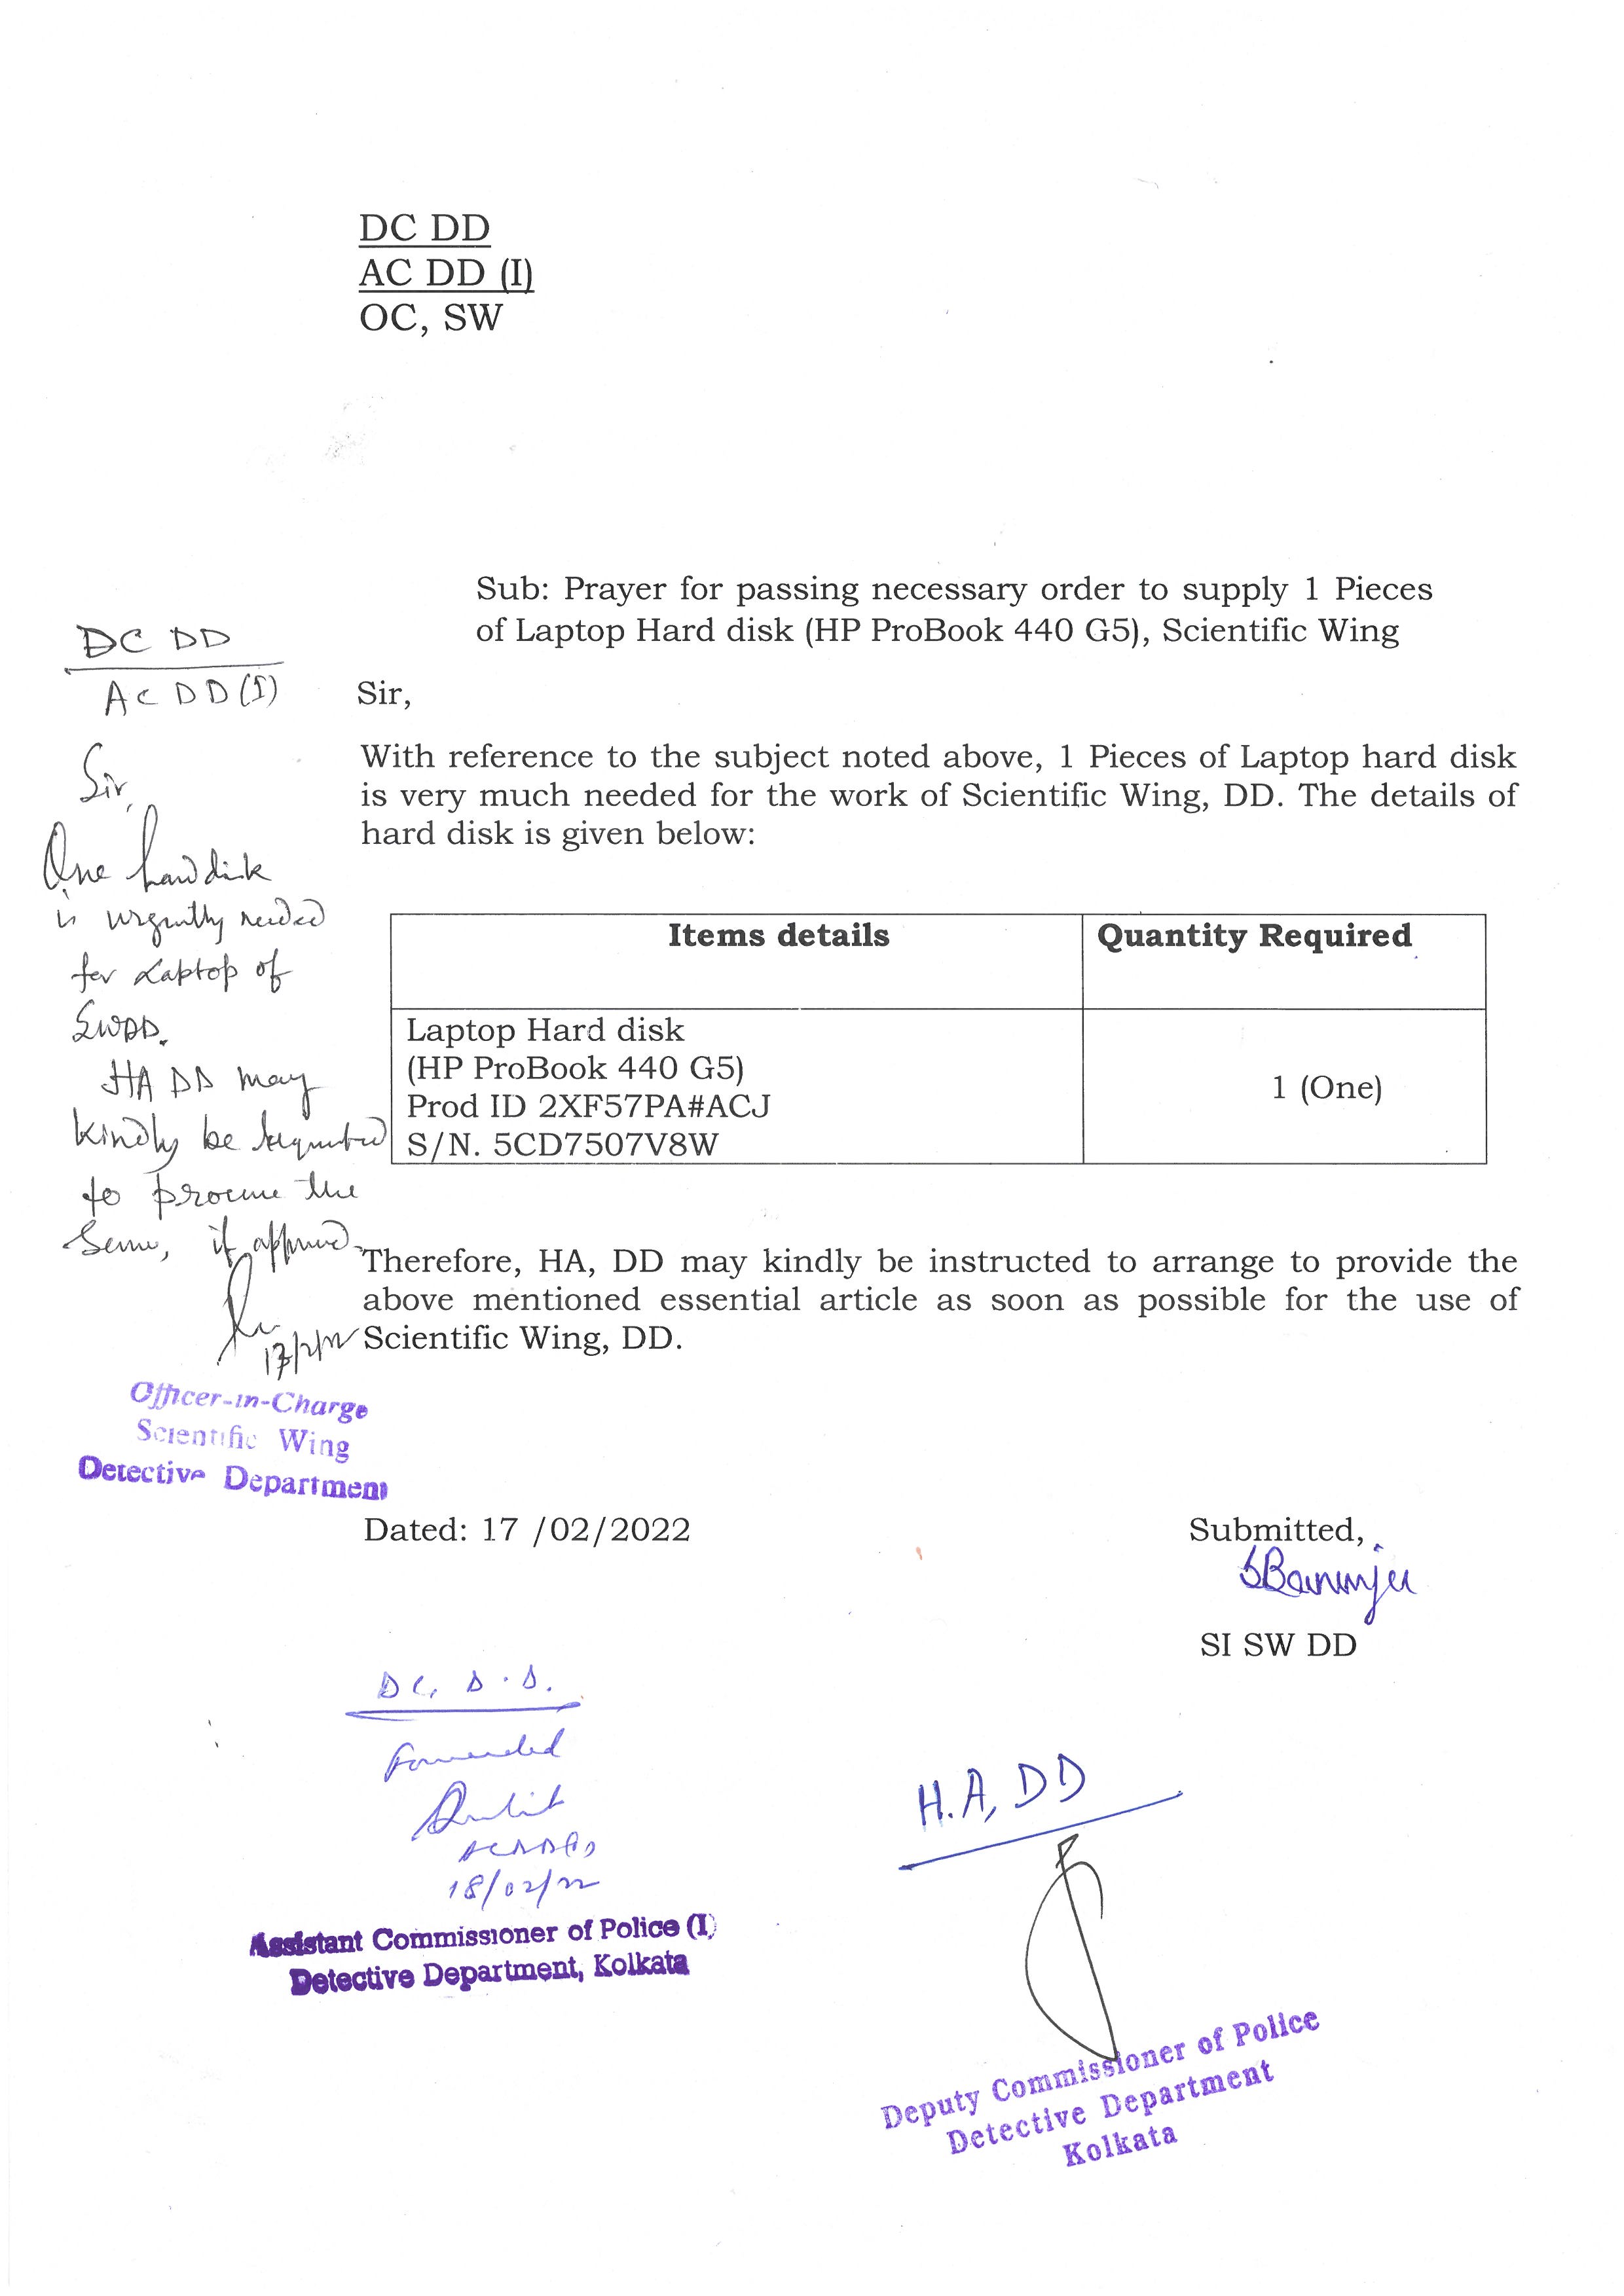 DC DD
AC DD (I)
OC, SW
Sub: Prayer for passing necessary order to supply 1 Pieces
of Laptop Hard disk (HP ProBook 440 G5), Scientific Wing
DC DD
AC DD (I)
Sir,
One hard disk
is urgently needed
for Laptop of
SWDD.
HA DD may
kindly be requested
to procure the
same, if approved.
17/2/22
Officer-in-Charge
Scientific Wing
Detective Department
Sir,
With reference to the subject noted above, 1 Pieces of Laptop hard disk
is very much needed for the work of Scientific Wing, DD. The details of
hard disk is given below:
Items details
Quantity Required
Laptop Hard disk
(HP ProBook 440 G5)
Prod ID 2XF57PA#ACJ
S/N. 5CD7507V8W
1 (One)
Therefore, HA, DD may kindly be instructed to arrange to provide the
above mentioned essential article as soon as possible for the use of
Scientific Wing, DD.
Dated: 17 /02/2022
Submitted,
SBannerjee
SI SW DD
DC, D.D.
Forwarded
ACDD(I)
18/02/22
Assistant Commissioner of Police (I)
Detective Department, Kolkata
H.A, DD
Deputy Commissioner of Police
Detective Department
Kolkata